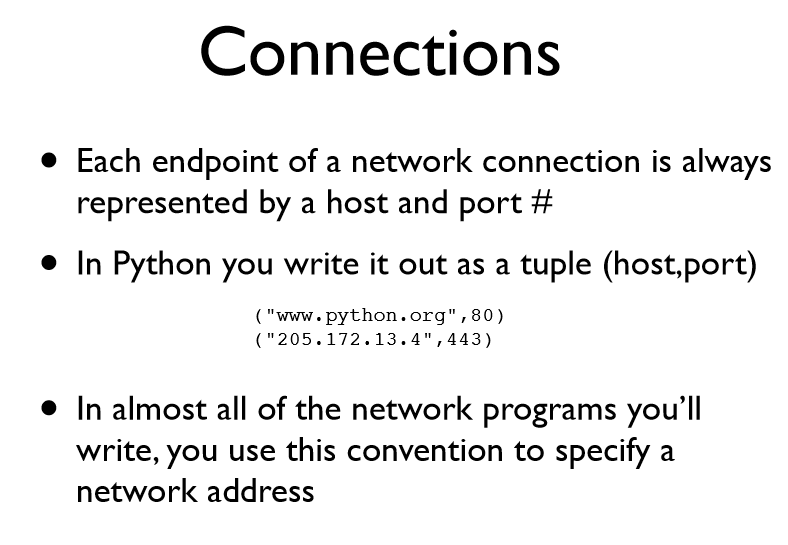 Connections
• Each endpoint of a network connection is always
represented by a host and port #
• In Python you write it out as a tuple (host,port)
("www.python.org",80)
("205.172.13.4",443)
• In almost all of the network programs you’ll
write, you use this convention to specify a
network address